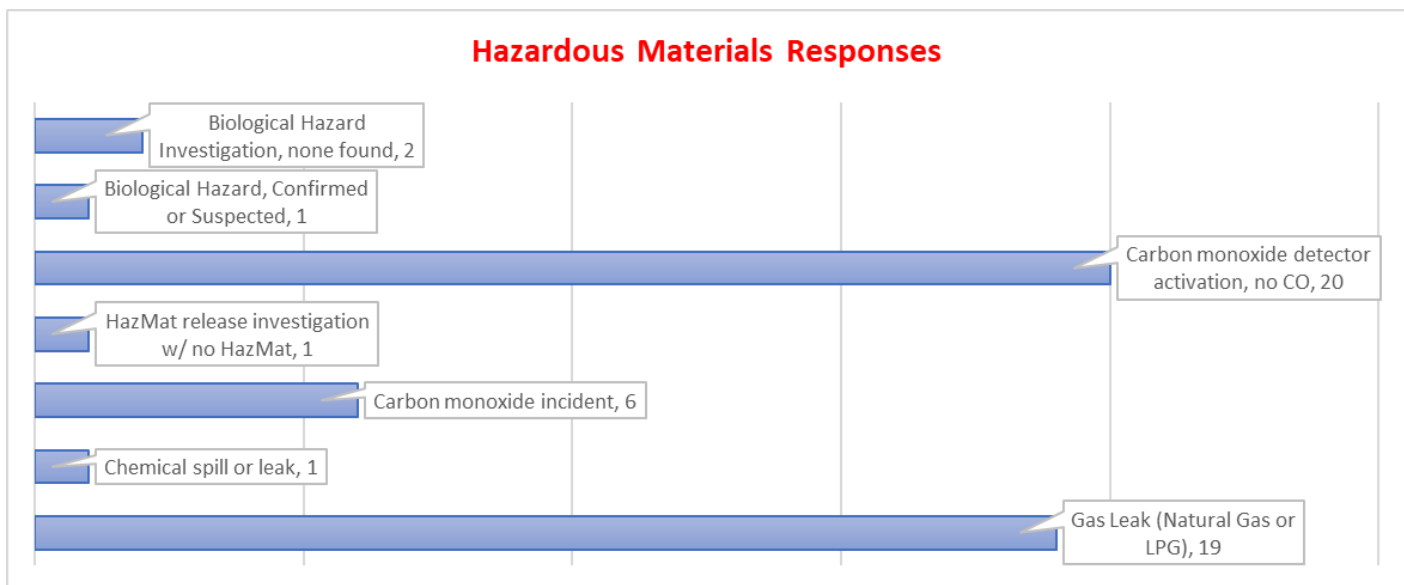 Hazardous Materials Responses
Biological Hazard
Investigation, none found, 2
Biological Hazard, Confirmed
or Suspected, 1
Carbon monoxide detector
activation, no CO, 20
HazMat release investigation
w/ no HazMat, 1
Carbon monoxide incident, 6
Chemical spill or leak, 1
Gas Leak (Natural Gas or
LPG), 19